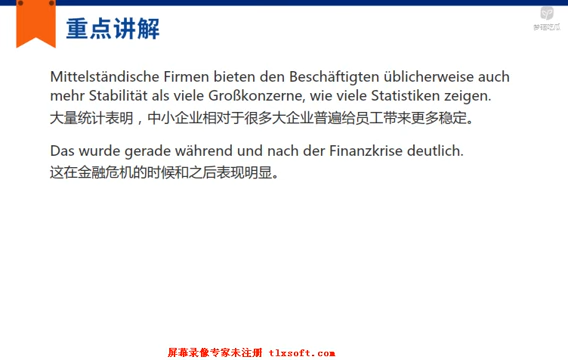 重点讲解
Mittelständische Firmen bieten den Beschäftigten üblicherweise auch
mehr Stabilität als viele Großkonzerne, wie viele Statistiken zeigen.
大量统计表明，中小企业相对于很多大企业普遍给员工带来更多稳定。
Das wurde gerade während und nach der Finanzkrise deutlich.
这在金融危机的时候和之后表现明显。
屏幕录像专家未注册 tlxsoft.com